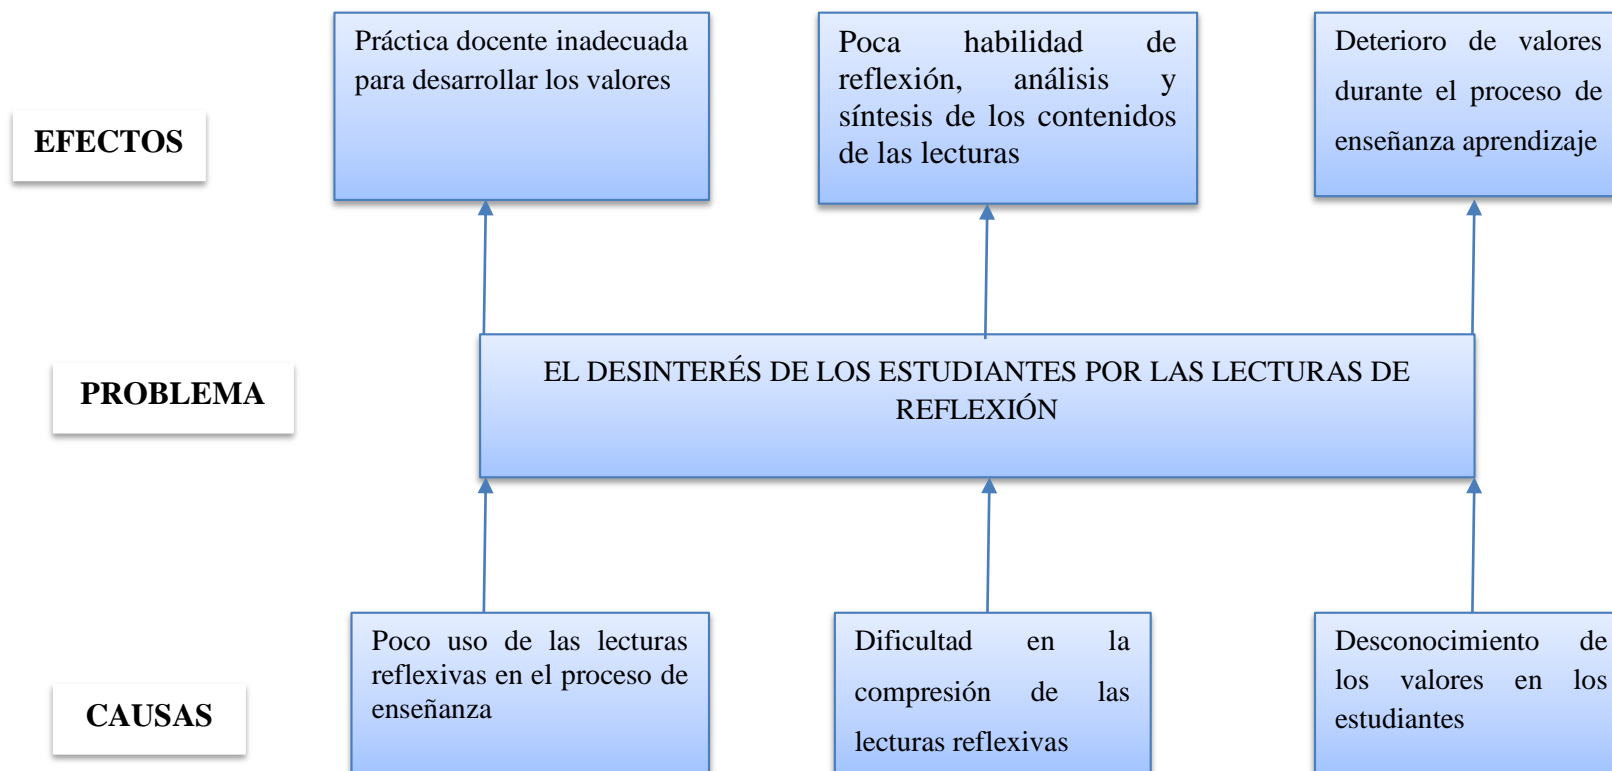 Práctica docente inadecuada
para desarrollar los valores
Poca habilidad de
reflexión, análisis y
síntesis de los contenidos
de las lecturas
Deterioro de valores
durante el proceso de
enseñanza aprendizaje
EFECTOS
EL DESINTERÉS DE LOS ESTUDIANTES POR LAS LECTURAS DE
REFLEXIÓN
PROBLEMA
Poco uso de las lecturas
reflexivas en el proceso de
enseñanza
Dificultad en la
compresión de las
lecturas reflexivas
Desconocimiento de
los valores en los
estudiantes
CAUSAS